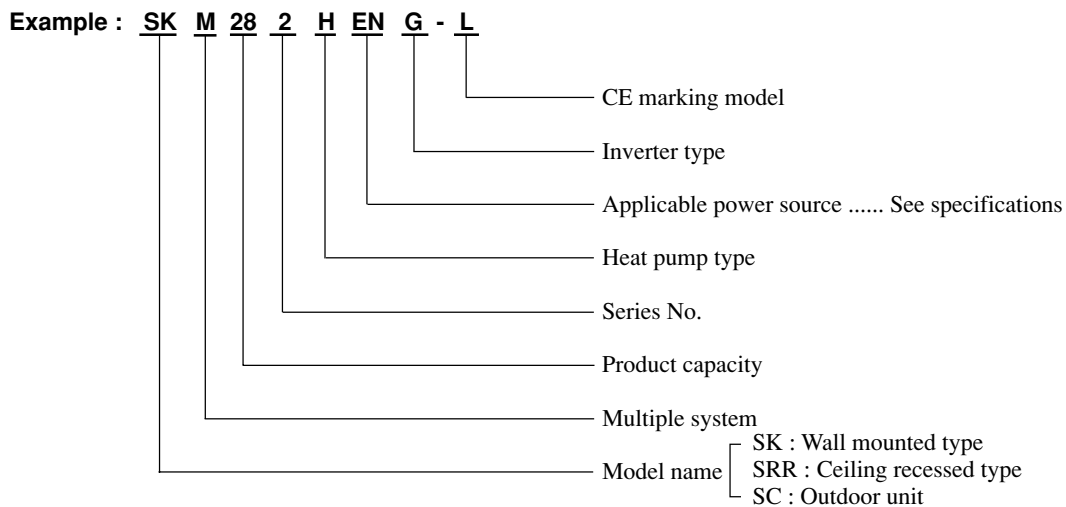 Example : SK M 28 2 H EN G - L
CE marking model
Inverter type
Applicable power source ...... See specifications
Heat pump type
Series No.
Product capacity
Multiple system
Model name
SK : Wall mounted type
SRR : Ceiling recessed type
SC : Outdoor unit